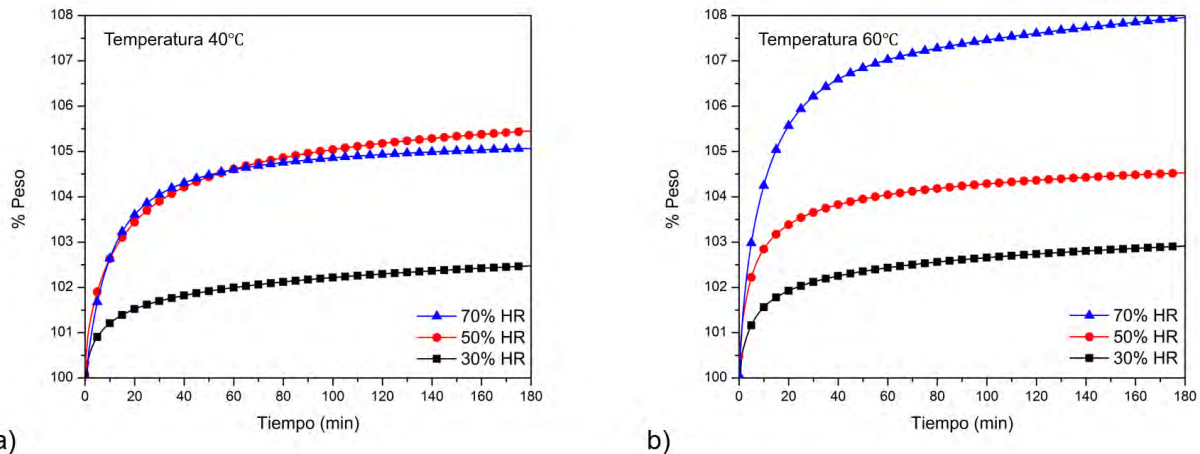 108
107
106
105
104
103
102
101
100
% Peso
Temperatura 40°C
70% HR
50% HR
30% HR
0 20 40 60 80 100 120 140 160 180
Tiempo (min)
a)
108
107
106
105
104
103
102
101
100
% Peso
Temperatura 60°C
70% HR
50% HR
30% HR
0 20 40 60 80 100 120 140 160 180
Tiempo (min)
b)